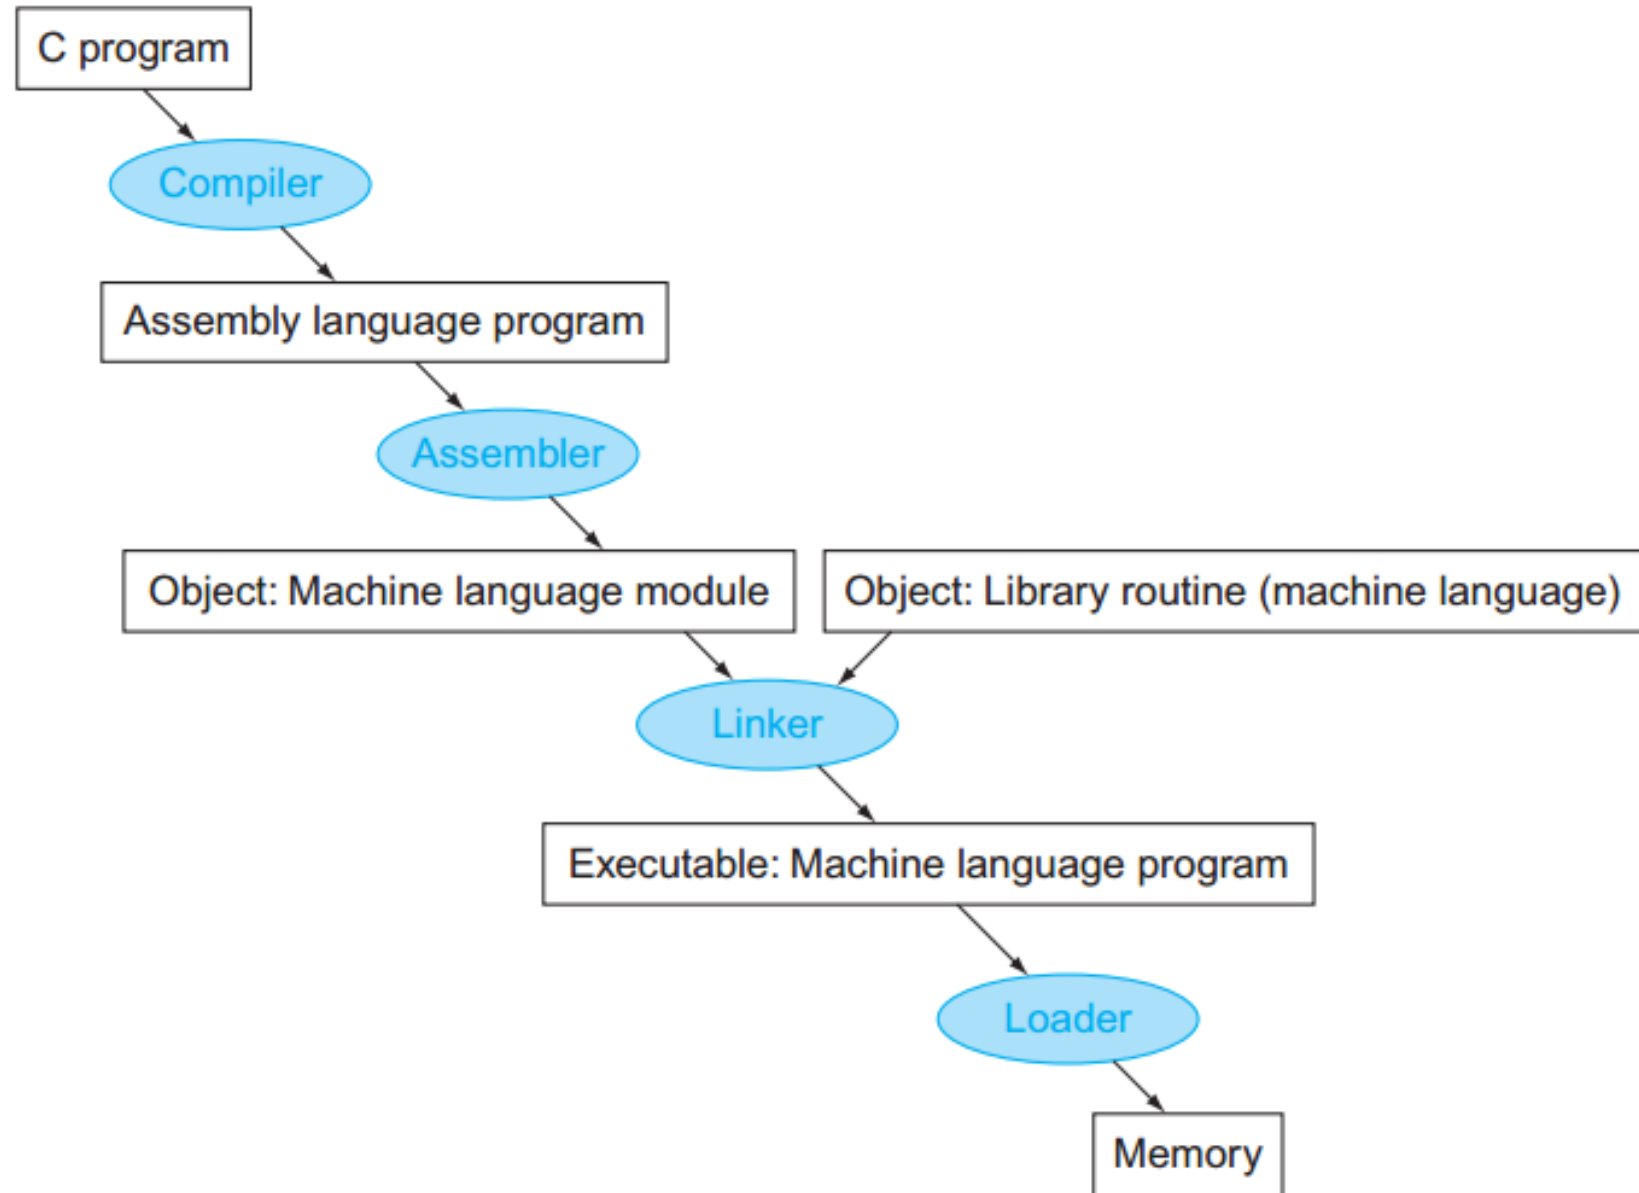 C program
Compiler
Assembly language program
Assembler
Object: Machine language module
Object: Library routine (machine language)
Linker
Executable: Machine language program
Loader
Memory